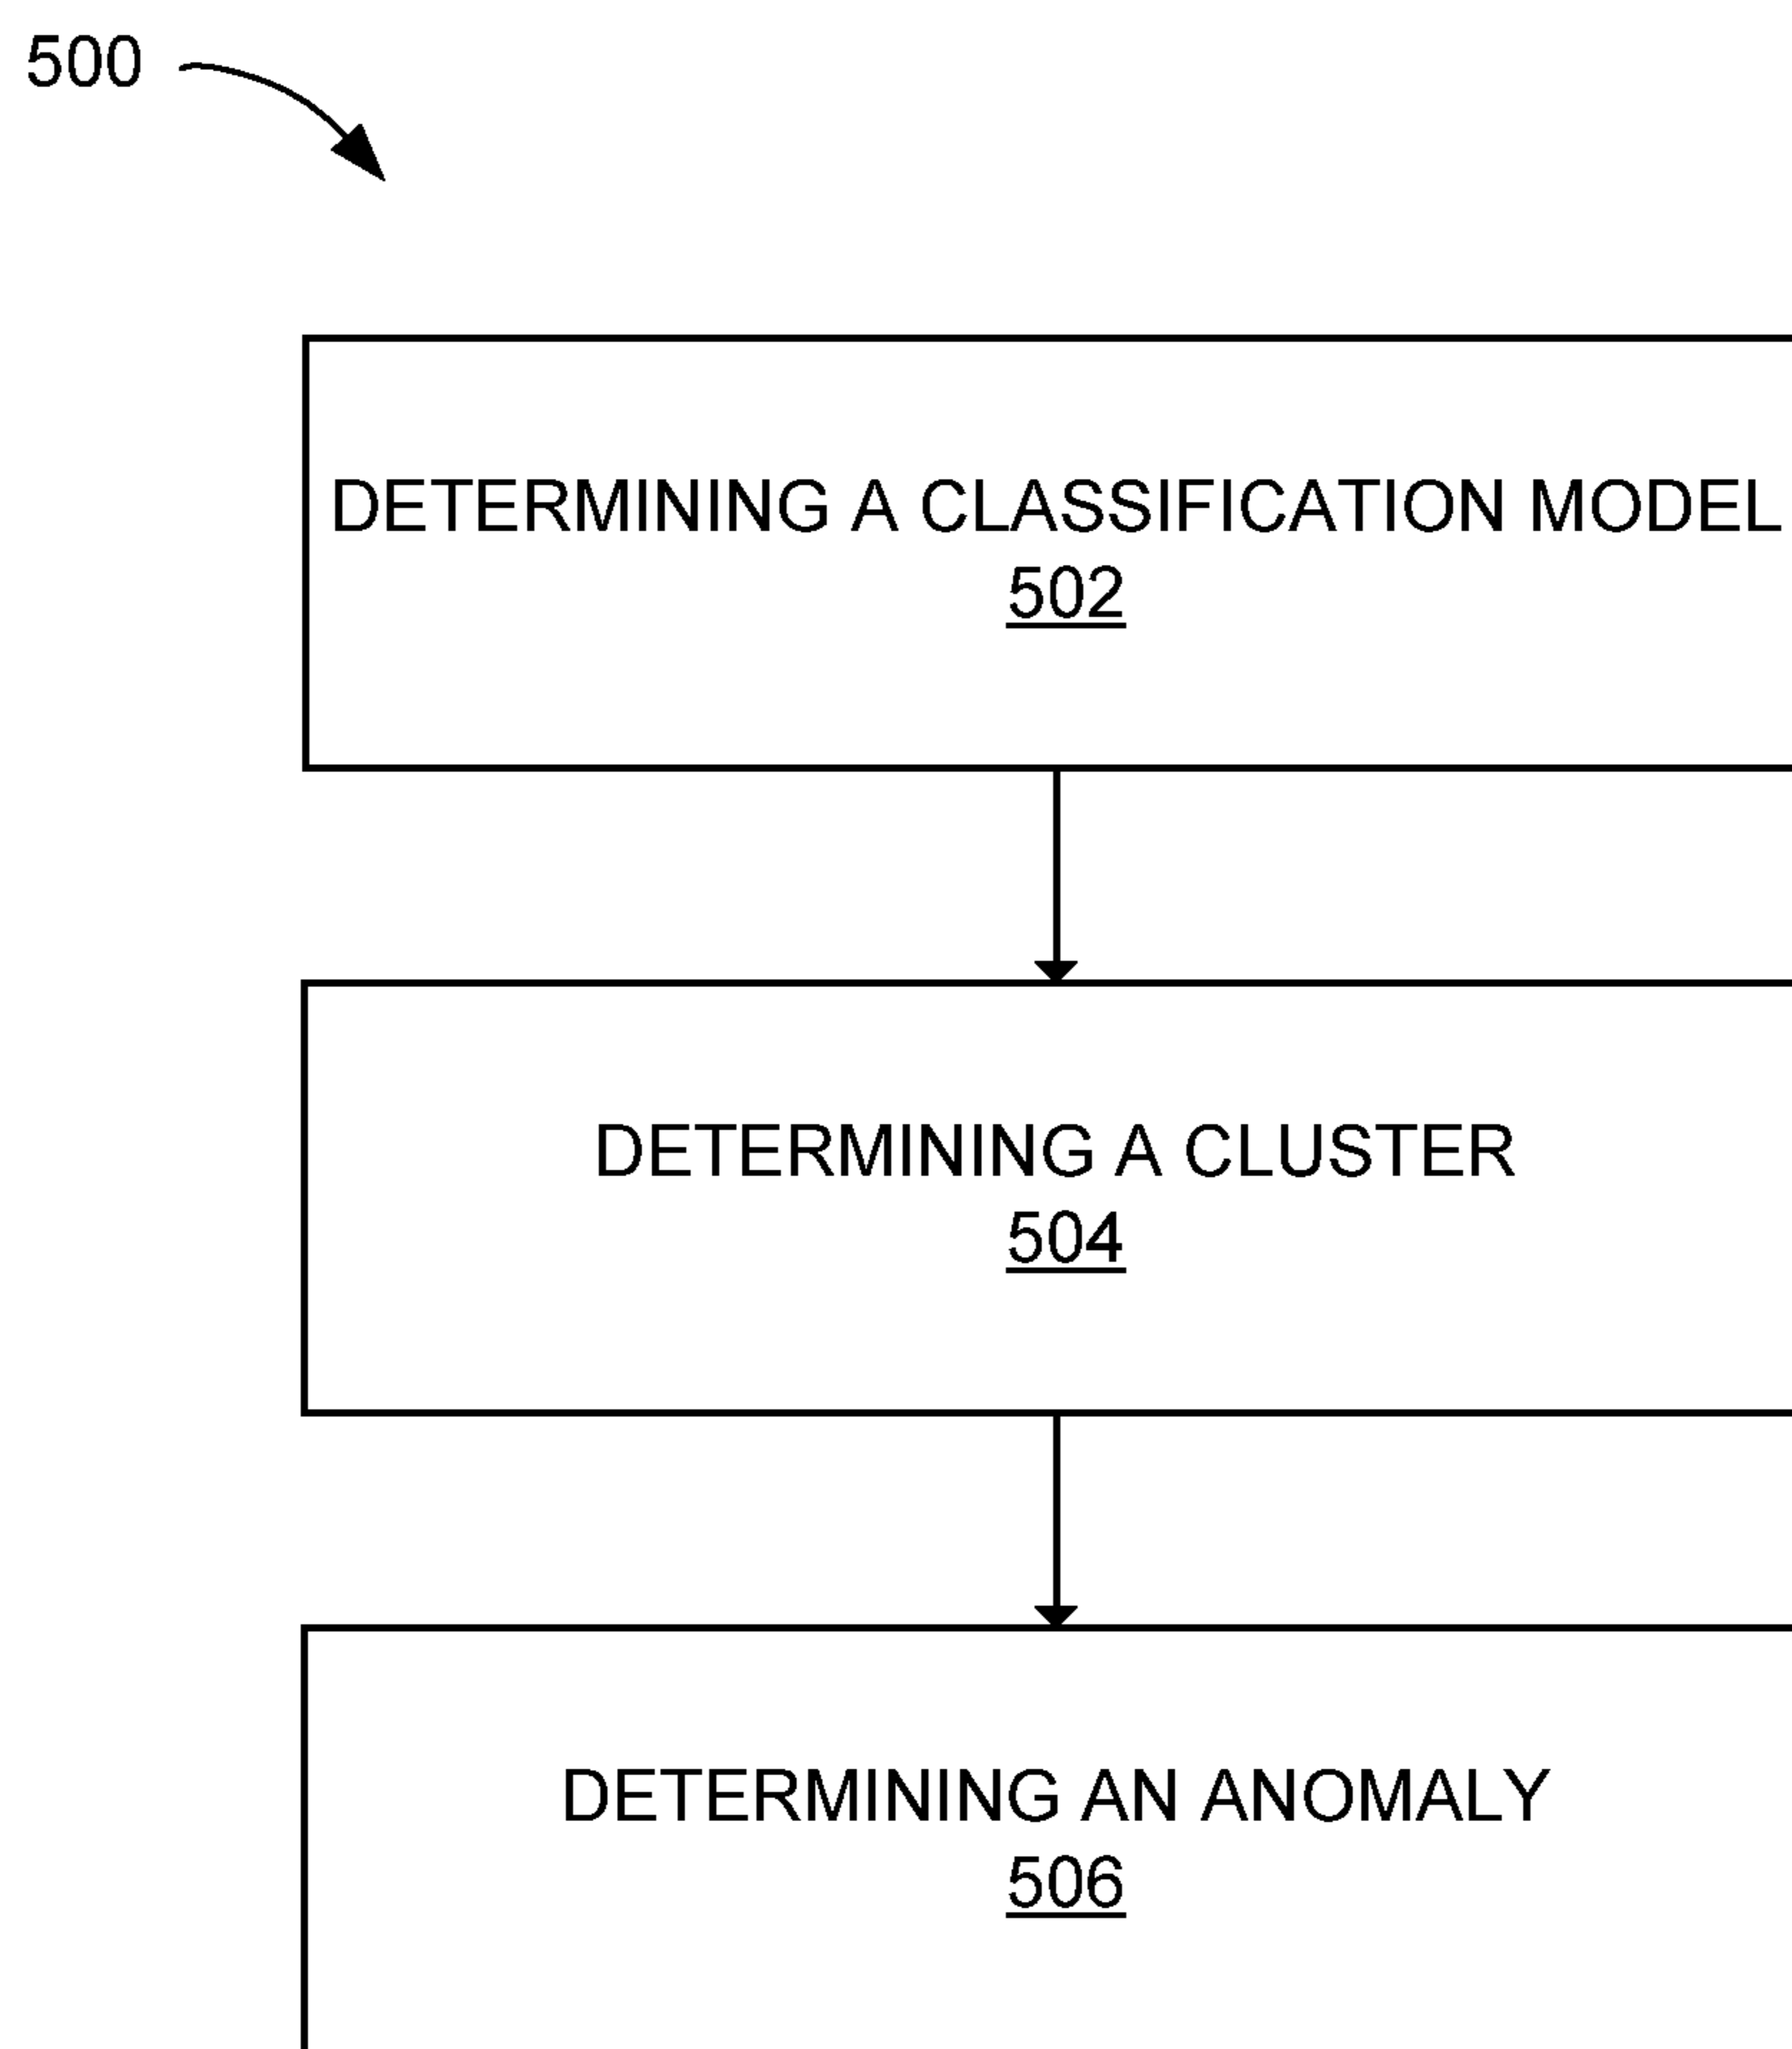 500
DETERMINING A CLASSIFICATION MODEL
502
DETERMINING A CLUSTER
504
DETERMINING AN ANOMALY
506